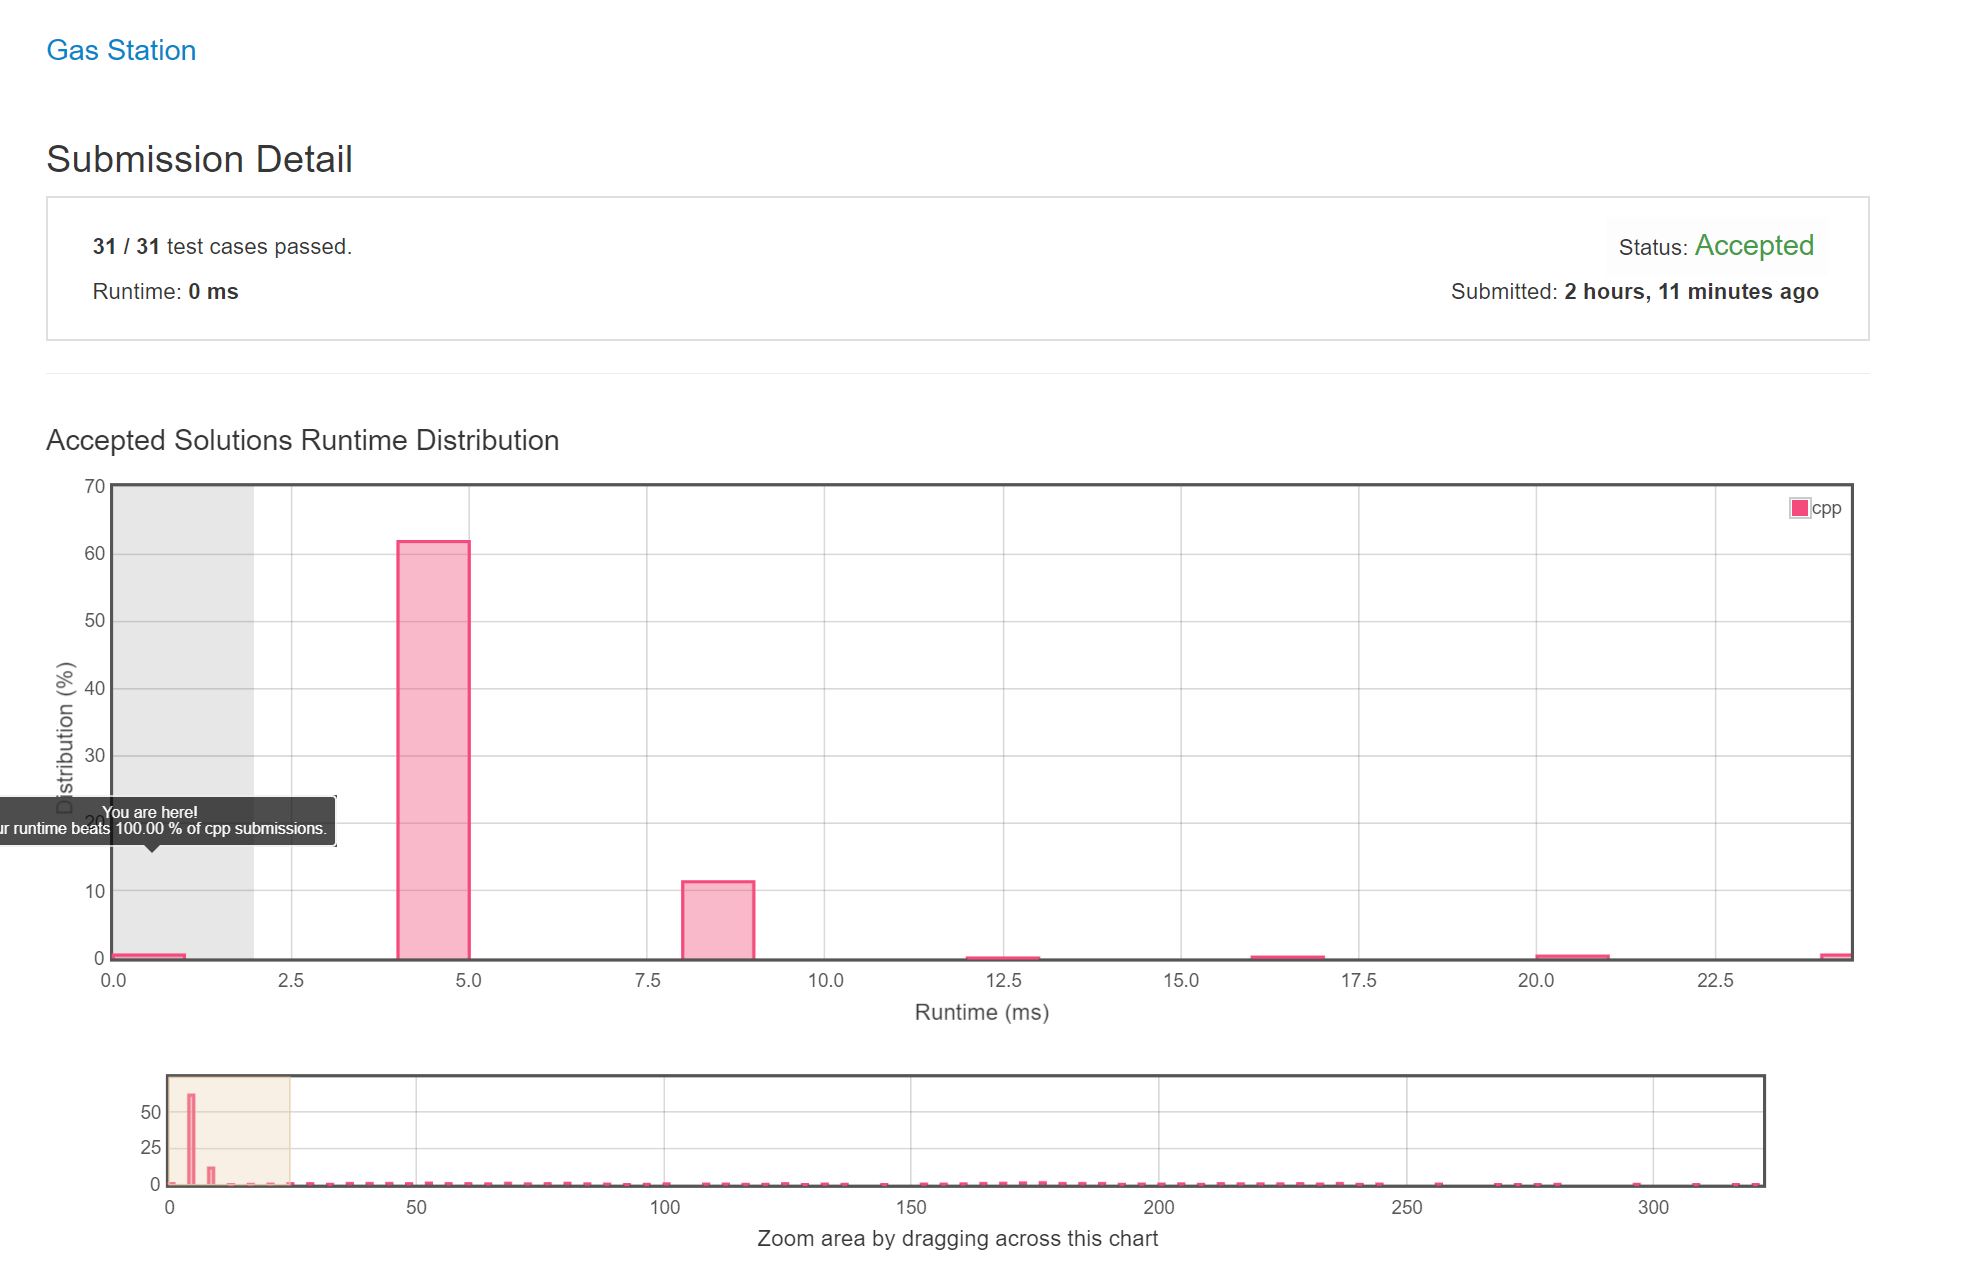 Gas Station
Submission Detail
31 / 31 test cases passed.
Status: Accepted
Runtime: 0 ms
Submitted: 2 hours, 11 minutes ago
Accepted Solutions Runtime Distribution
70
60
50
40
30
20
10
0
Distribution (%)
cpp
You are here!
runtime beats 100.00 % of cpp submissions.
0.0 2.5 5.0 7.5 10.0 12.5 15.0 17.5 20.0 22.5
Runtime (ms)
50
25
0
0 50 100 150 200 250 300
Zoom area by dragging across this chart